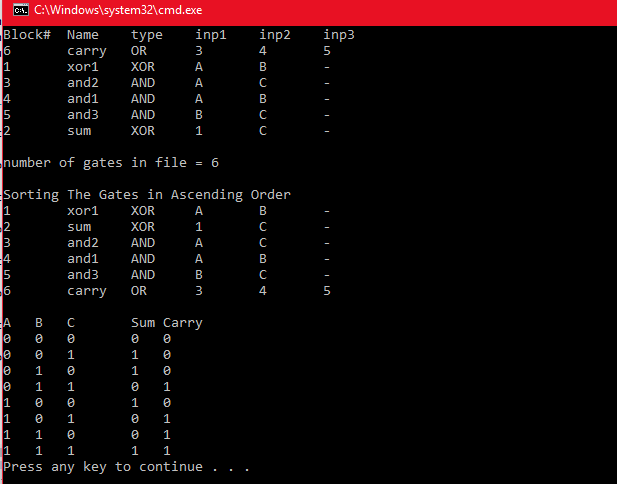 C:\Windows\system32\cmd.exe
Block#  Name    type    inp1    inp2    inp3
6       carry   OR      3       4       5
1       xor1    XOR     A       B       -
3       and2    AND     A       C       -
4       and1    AND     A       B       -
5       and3    AND     B       C       -
2       sum     XOR     1       C       -

number of gates in file = 6

Sorting The Gates in Ascending Order
1       xor1    XOR     A       B       -
2       sum     XOR     1       C       -
3       and2    AND     A       C       -
4       and1    AND     A       B       -
5       and3    AND     B       C       -
6       carry   OR      3       4       5

A   B   C       Sum Carry
0   0   0       0   0
0   0   1       1   0
0   1   0       1   0
0   1   1       0   1
1   0   0       1   0
1   0   1       0   1
1   1   0       0   1
1   1   1       1   1
Press any key to continue . . .